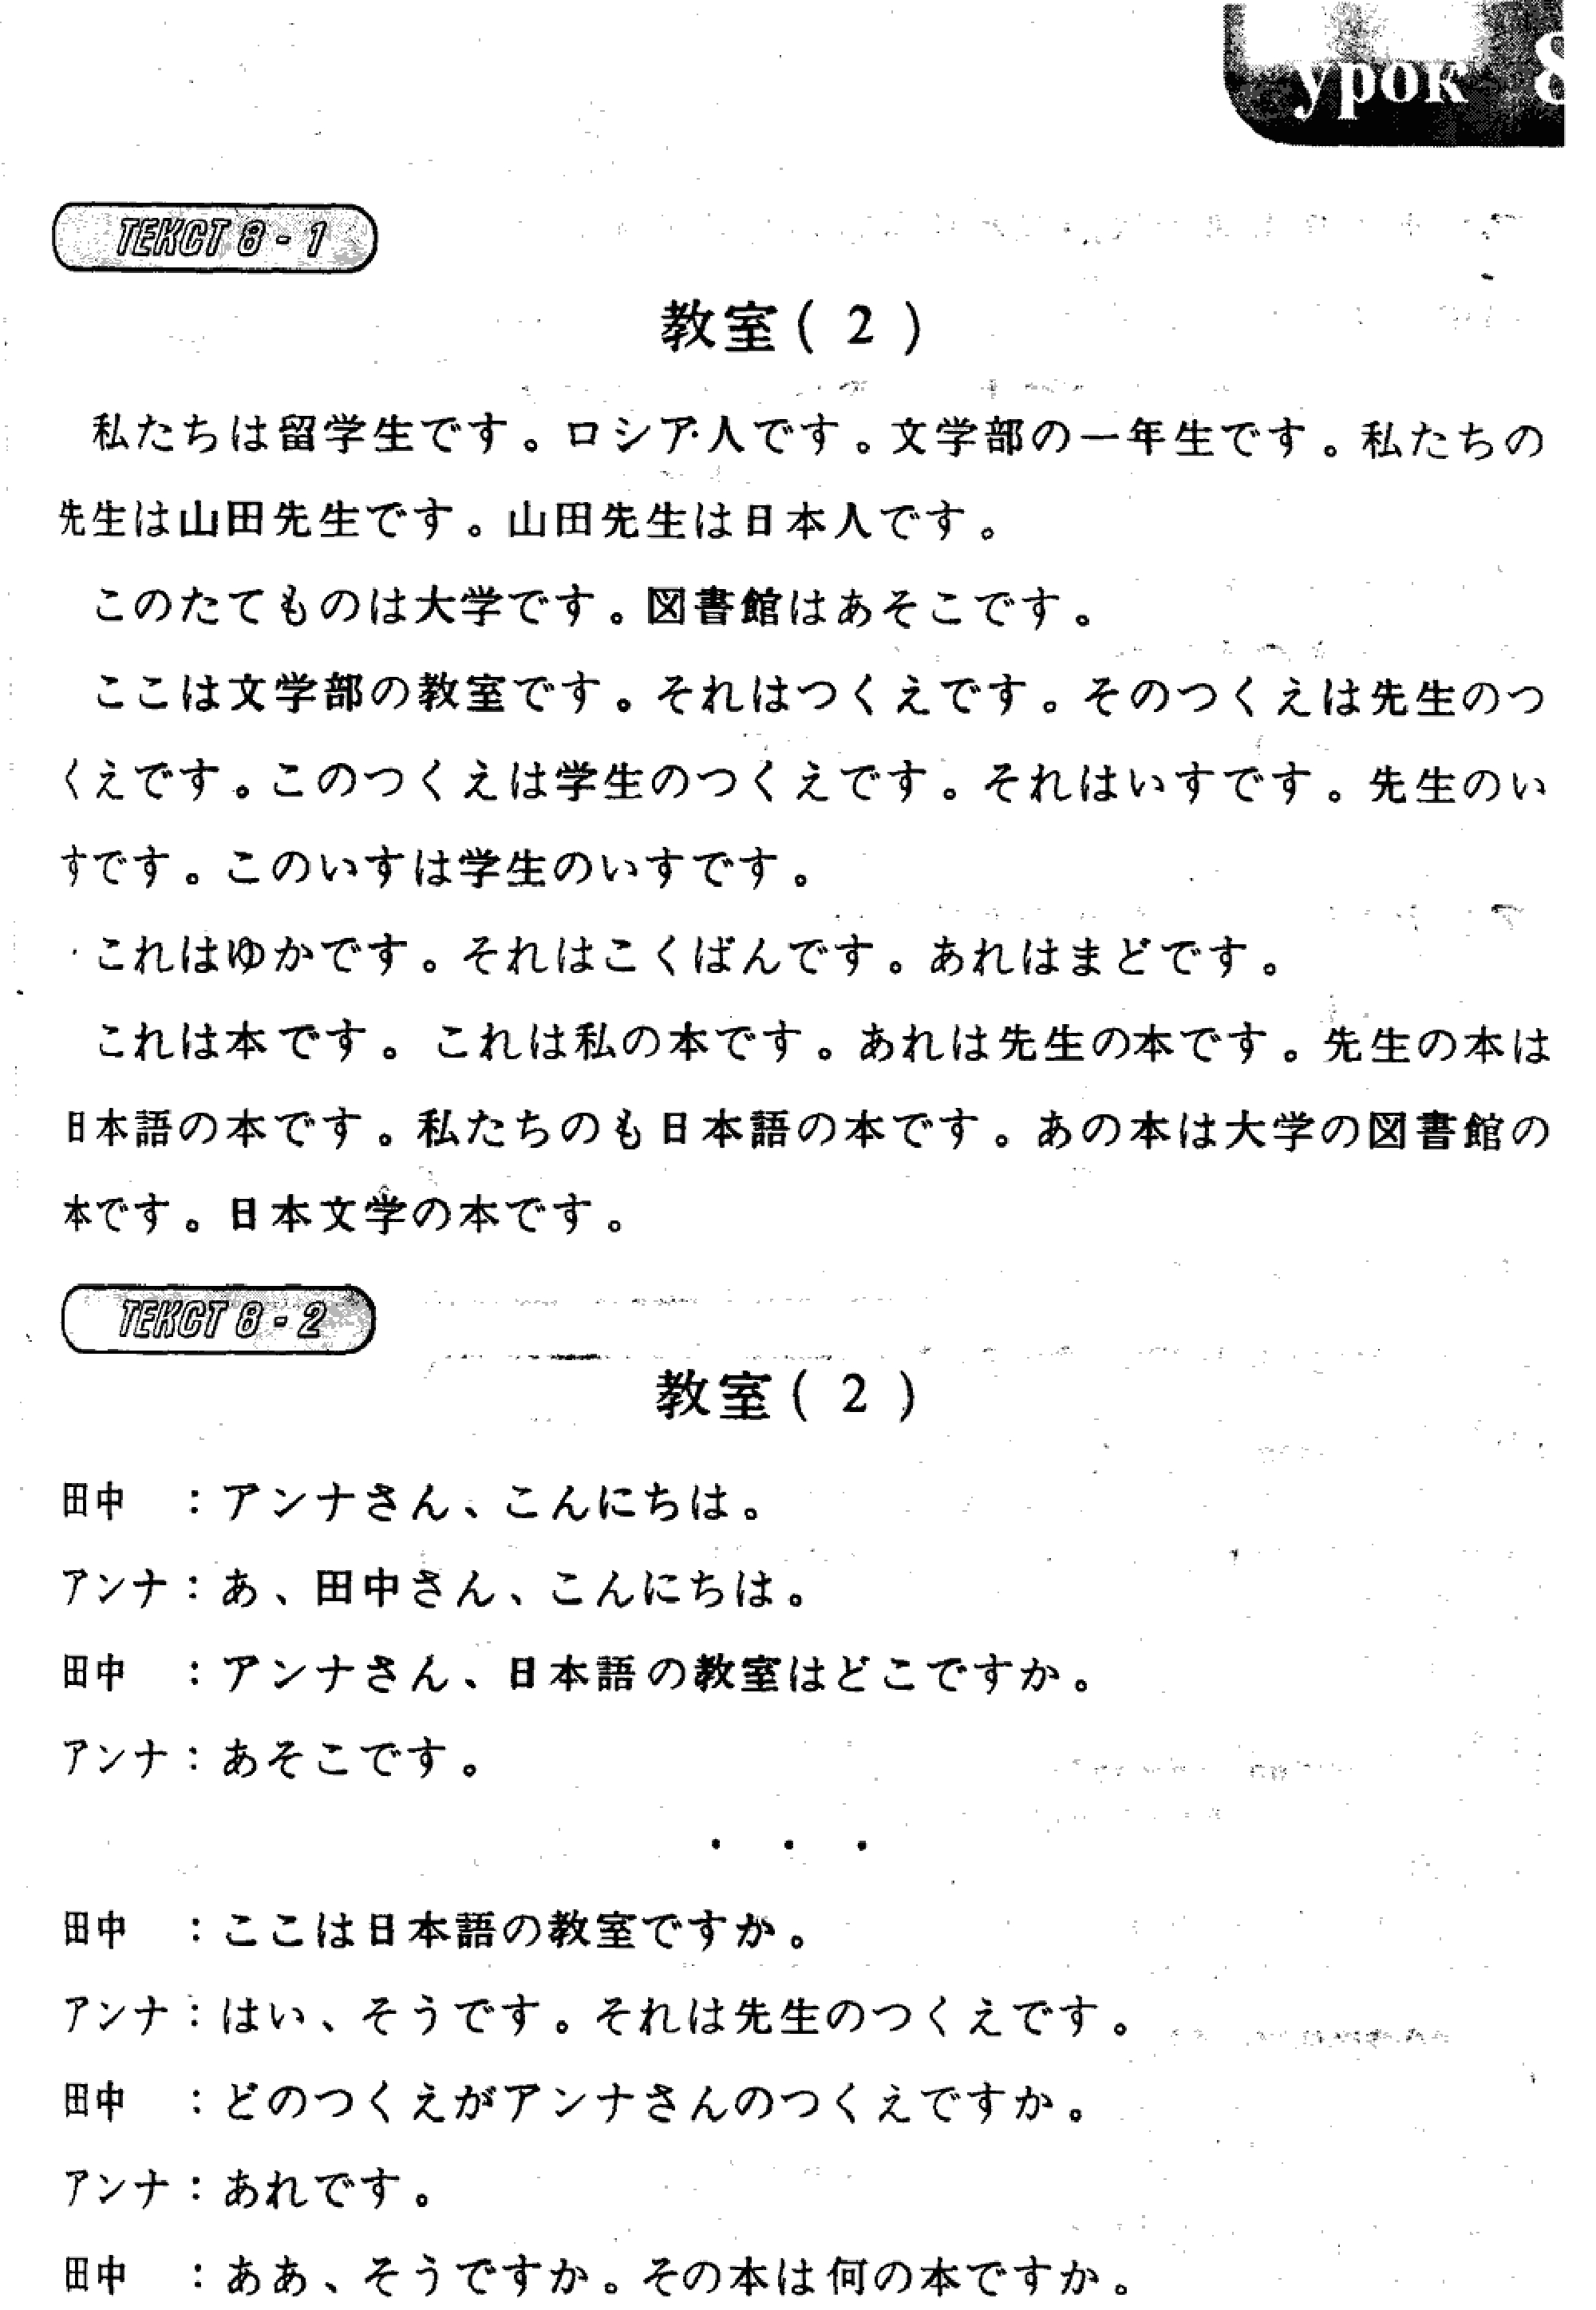 урок 8
ТЕКСТ 8 - 1
教室( 2 )
私たちは留学生です。ロシア人です。文学部の一年生です。私たちの
先生は山田先生です。山田先生は日本人です。
このたてものは大学です。図書館はあそこです。
ここは文学部の教室です。それはつくえです。そのつくえは先生のつ
くえです。このつくえは学生のつくえです。それはいすです。先生のい
すです。このいすは学生のいすです。
これはゆかです。それはこくばんです。あれはまどです。
これは本です。これは私の本です。あれは先生の本です。先生の本は
日本語の本です。私たちのも日本語の本です。あの本は大学の図書館の
本です。日本文学の本です。
ТЕКСТ 8 - 2
教室( 2 )
田中　：アンナさん、こんにちは。
アンナ：あ、田中さん、こんにちは。
田中　：アンナさん、日本語の教室はどこですか。
アンナ：あそこです。
・ ・ ・
田中　：ここは日本語の教室ですか。
アンナ：はい、そうです。それは先生のつくえです。
田中　：どのつくえがアンナさんのつくえですか。
アンナ：あれです。
田中　：ああ、そうですか。その本は何の本ですか。